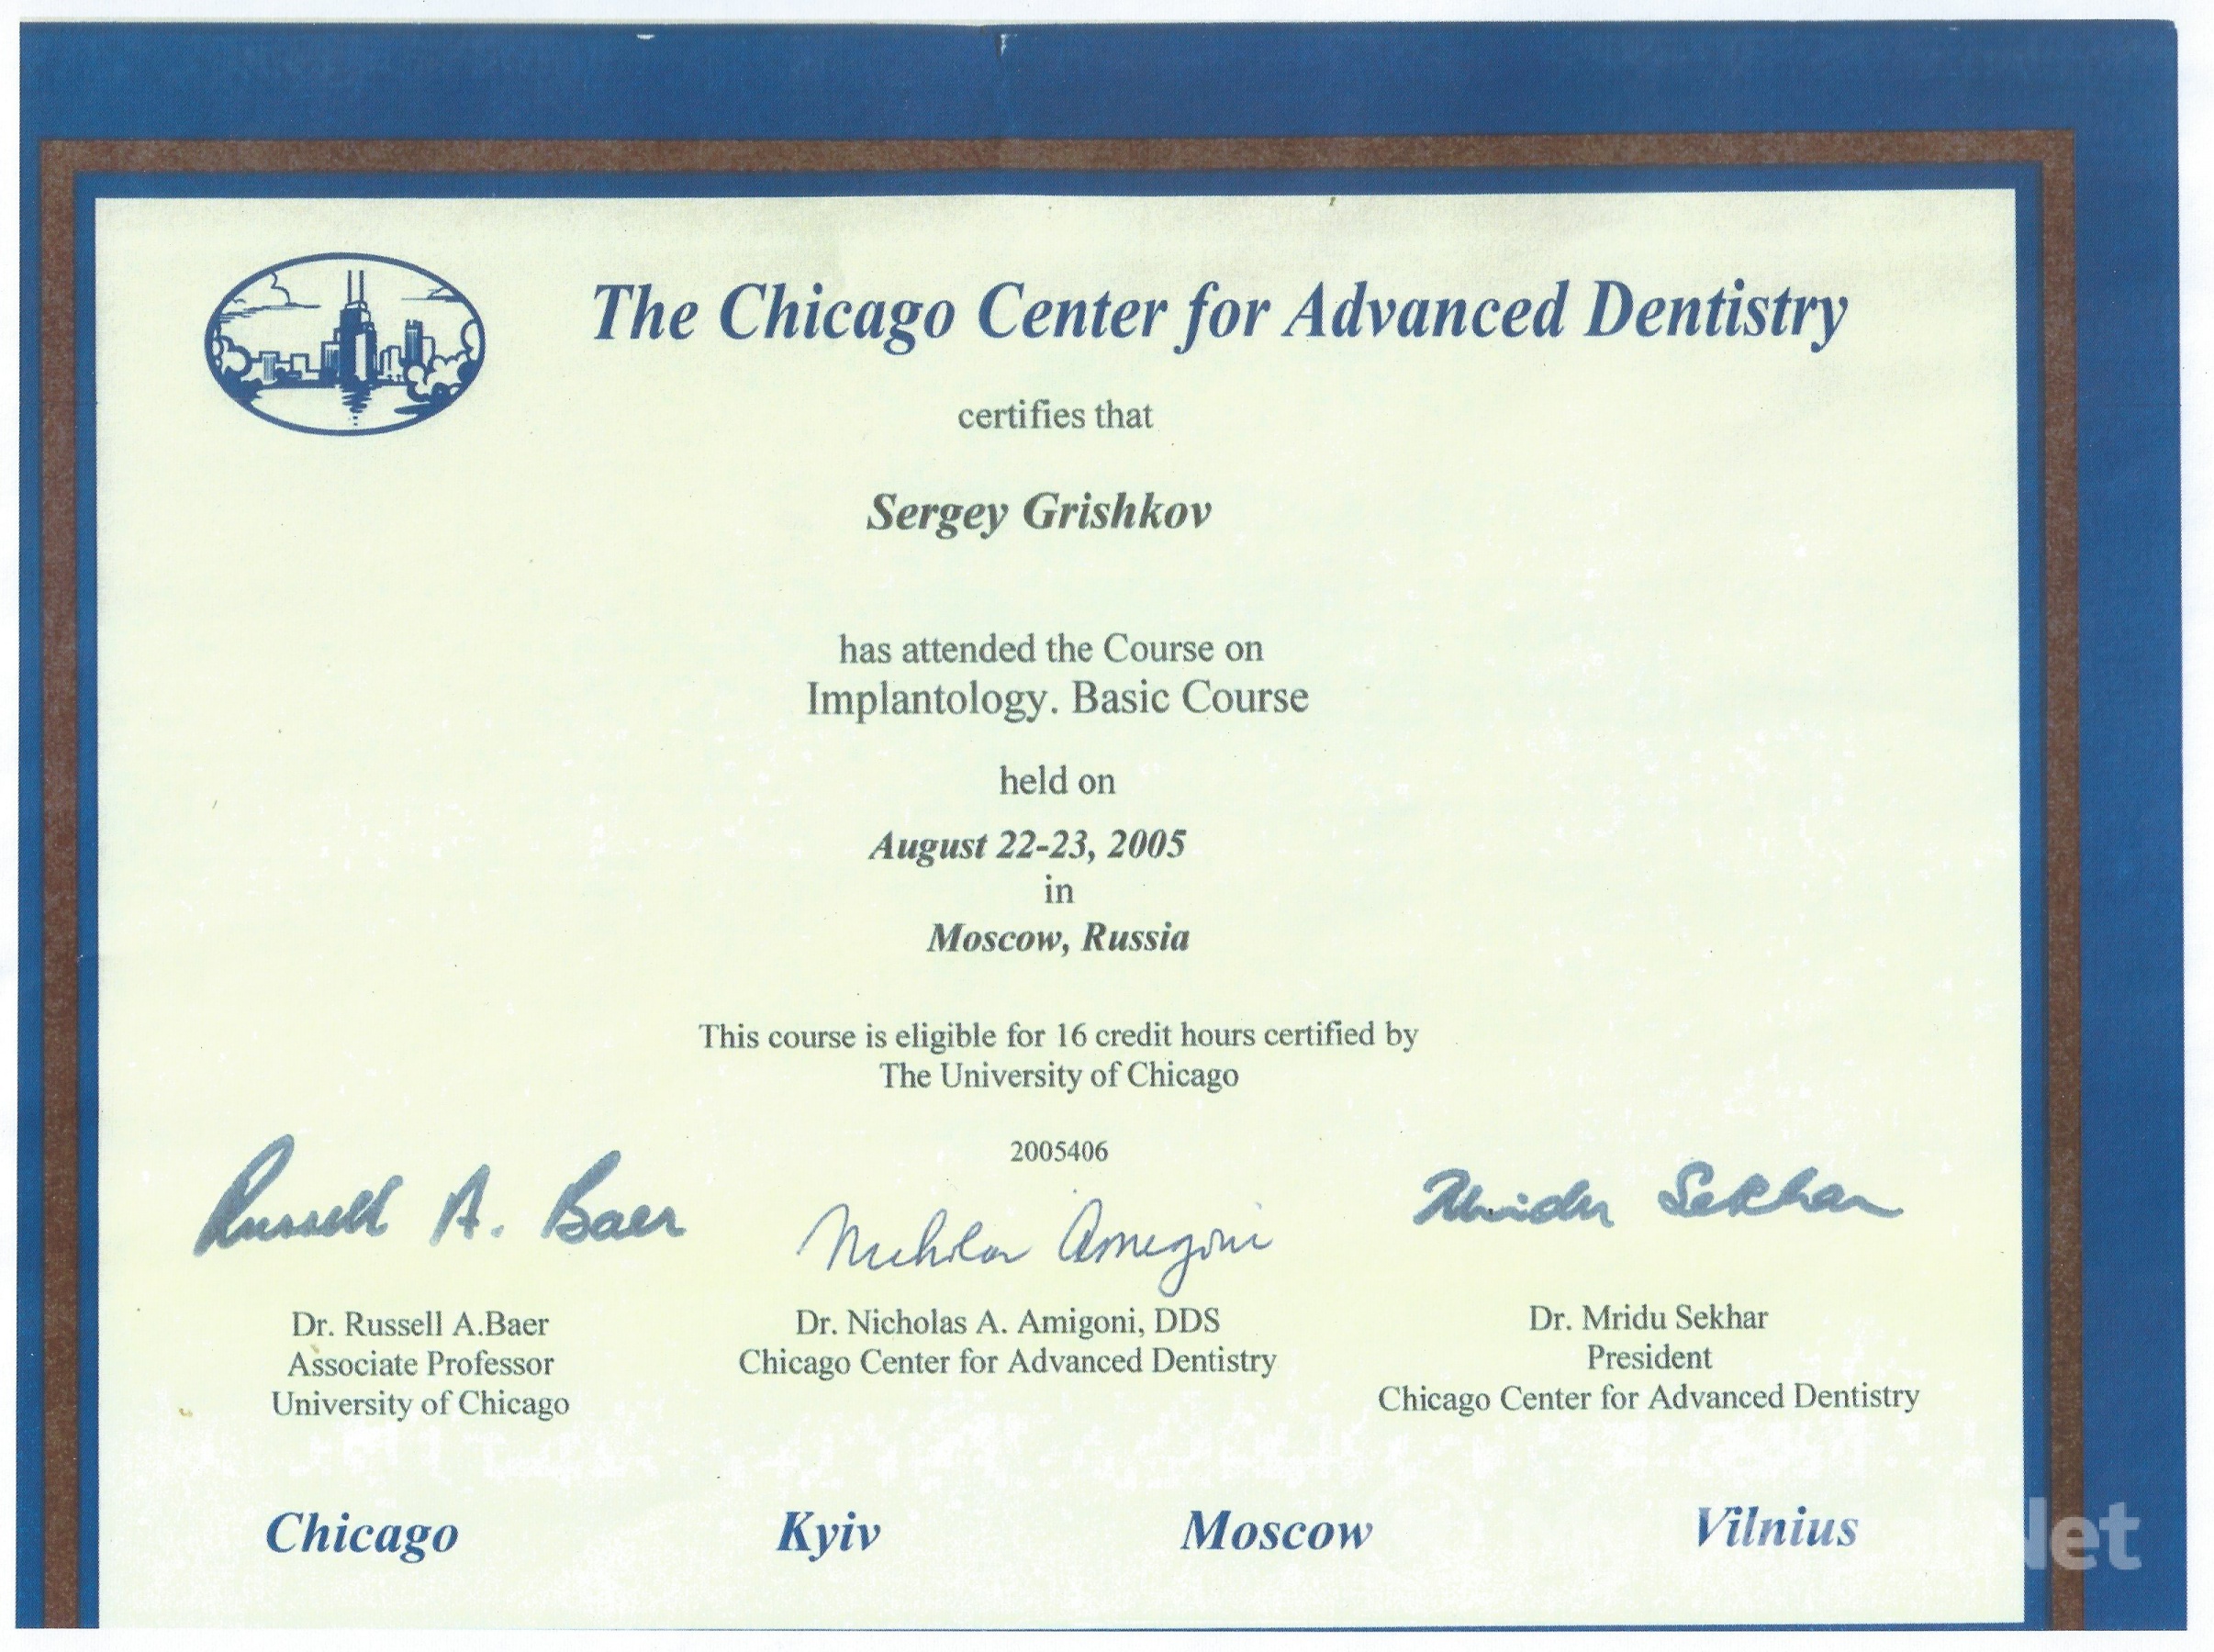 The Chicago Center for Advanced Dentistry
certifies that
Sergey Grishkov
has attended the Course on
Implantology. Basic Course
held on
August 22-23, 2005
in
Moscow, Russia
This course is eligible for 16 credit hours certified by
The University of Chicago
2005406
Russell A. Baer
Nicholas Amigoni
Mridu Sekhar
Dr. Russell A.Baer
Associate Professor
University of Chicago
Dr. Nicholas A. Amigoni, DDS
Chicago Center for Advanced Dentistry
Dr. Mridu Sekhar
President
Chicago Center for Advanced Dentistry
Chicago Kyiv Moscow Vilnius